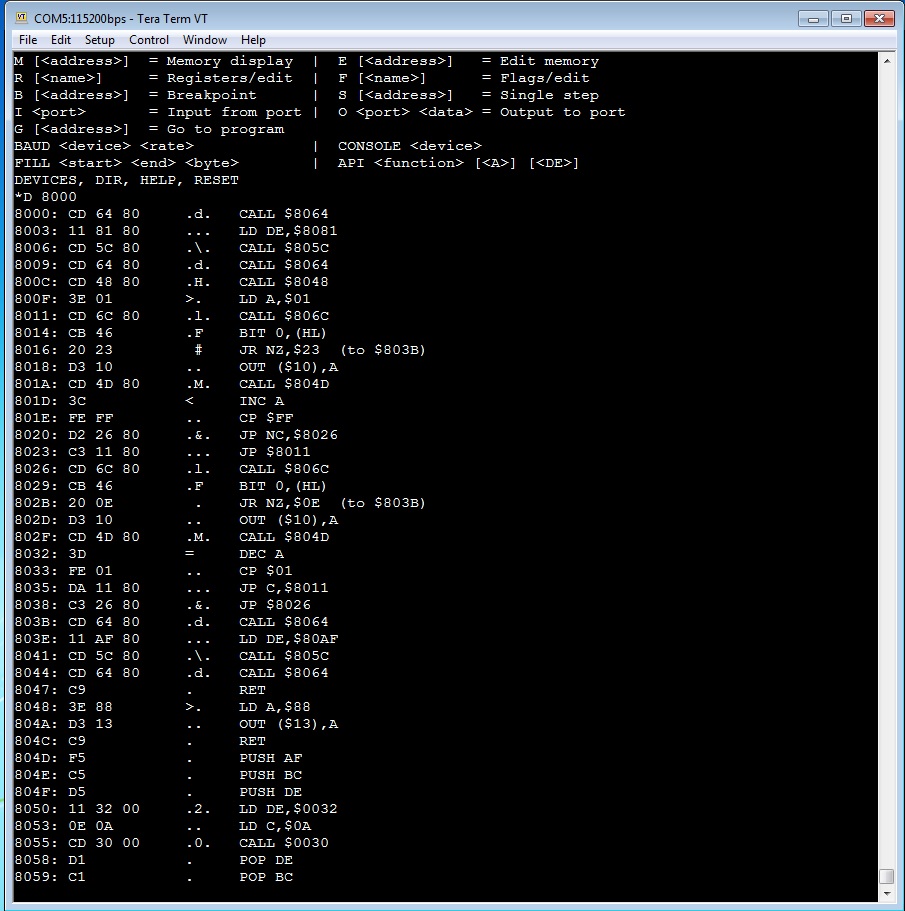 COM5:115200bps - Tera Term VT
File Edit Setup Control Window Help
M [<address>]  = Memory display  |  E [<address>]   = Edit memory
R [<name>]     = Registers/edit  |  F [<name>]      = Flags/edit
B [<address>]  = Breakpoint      |  S [<address>]   = Single step
I <port>       = Input from port |  O <port> <data> = Output to port
G [<address>]  = Go to program
BAUD <device> <rate>             |  CONSOLE <device>
FILL <start> <end> <byte>        |  API <function> [<A>] [<DE>]
DEVICES, DIR, HELP, RESET
*D 8000
8000: CD 64 80     .d.   CALL $8064
8003: 11 81 80     ...   LD DE,$8081
8006: CD 5C 80     .\.   CALL $805C
8009: CD 64 80     .d.   CALL $8064
800C: CD 48 80     .H.   CALL $8048
800F: 3E 01        >.    LD A,$01
8011: CD 6C 80     .l.   CALL $806C
8014: CB 46        .F    BIT 0,(HL)
8016: 20 23         #    JR NZ,$23  (to $803B)
8018: D3 10        ..    OUT ($10),A
801A: CD 4D 80     .M.   CALL $804D
801D: 3C           <     INC A
801E: FE FF        ..    CP $FF
8020: D2 26 80     .&.   JP NC,$8026
8023: C3 11 80     ...   JP $8011
8026: CD 6C 80     .l.   CALL $806C
8029: CB 46        .F    BIT 0,(HL)
802B: 20 0E         .    JR NZ,$0E  (to $803B)
802D: D3 10        ..    OUT ($10),A
802F: CD 4D 80     .M.   CALL $804D
8032: 3D           =     DEC A
8033: FE 01        ..    CP $01
8035: DA 11 80     ...   JP C,$8011
8038: C3 26 80     .&.   JP $8026
803B: CD 64 80     .d.   CALL $8064
803E: 11 AF 80     ...   LD DE,$80AF
8041: CD 5C 80     .\.   CALL $805C
8044: CD 64 80     .d.   CALL $8064
8047: C9           .     RET
8048: 3E 88        >.    LD A,$88
804A: D3 13        ..    OUT ($13),A
804C: C9           .     RET
804D: F5           .     PUSH AF
804E: C5           .     PUSH BC
804F: D5           .     PUSH DE
8050: 11 32 00     .2.   LD DE,$0032
8053: 0E 0A        ..    LD C,$0A
8055: CD 30 00     .0.   CALL $0030
8058: D1           .     POP DE
8059: C1           .     POP BC